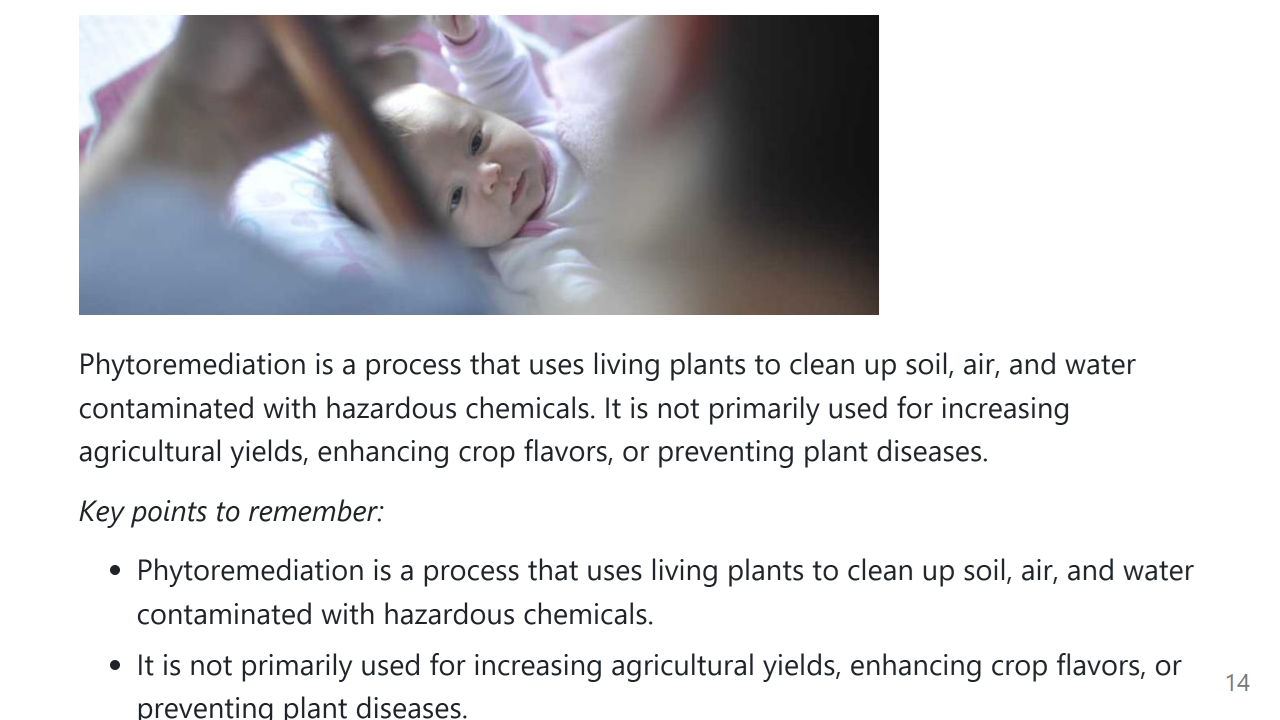 Phytoremediation is a process that uses living plants to clean up soil, air, and water
contaminated with hazardous chemicals. It is not primarily used for increasing
agricultural yields, enhancing crop flavors, or preventing plant diseases.
Key points to remember:
• Phytoremediation is a process that uses living plants to clean up soil, air, and water
contaminated with hazardous chemicals.
• It is not primarily used for increasing agricultural yields, enhancing crop flavors, or
preventing plant diseases.
14